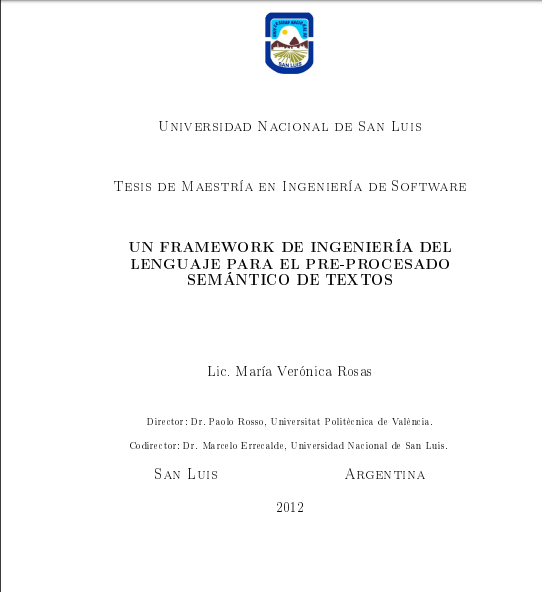 SAN LUIS
UNIVERSIDAD NACIONAL DE SAN LUIS
TESIS DE MAESTRÍA EN INGENIERÍA DE SOFTWARE
UN FRAMEWORK DE INGENIERÍA DEL
LENGUAJE PARA EL PRE-PROCESADO
SEMÁNTICO DE TEXTOS
Lic. María Verónica Rosas
Director: Dr. Paolo Rosso, Universitat Politècnica de València.
Codirector: Dr. Marcelo Errecalde, Universidad Nacional de San Luis.
SAN LUIS ARGENTINA
2012